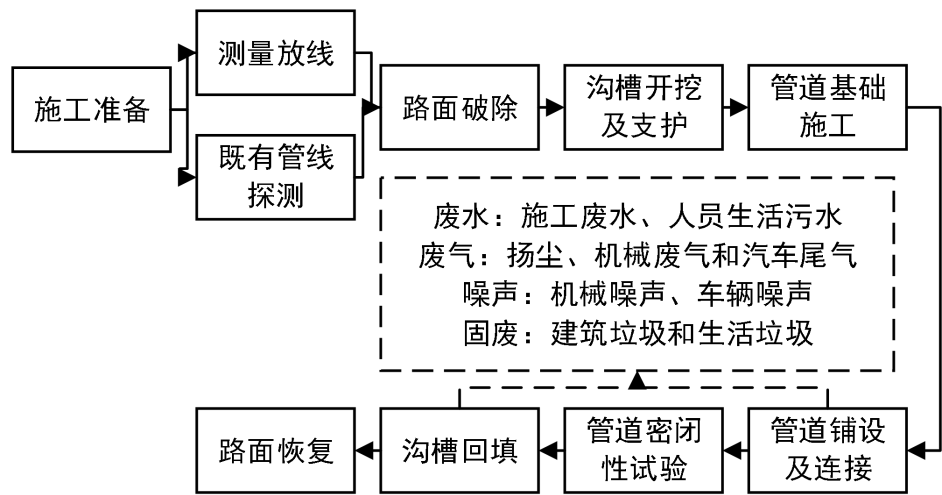 施工准备
测量放线
既有管线
探测
路面破除
沟槽开挖
及支护
管道基础
施工
废水：施工废水、人员生活污水
废气：扬尘、机械废气和汽车尾气
噪声：机械噪声、车辆噪声
固废：建筑垃圾和生活垃圾
管道铺设
及连接
管道密闭
性试验
沟槽回填
路面恢复